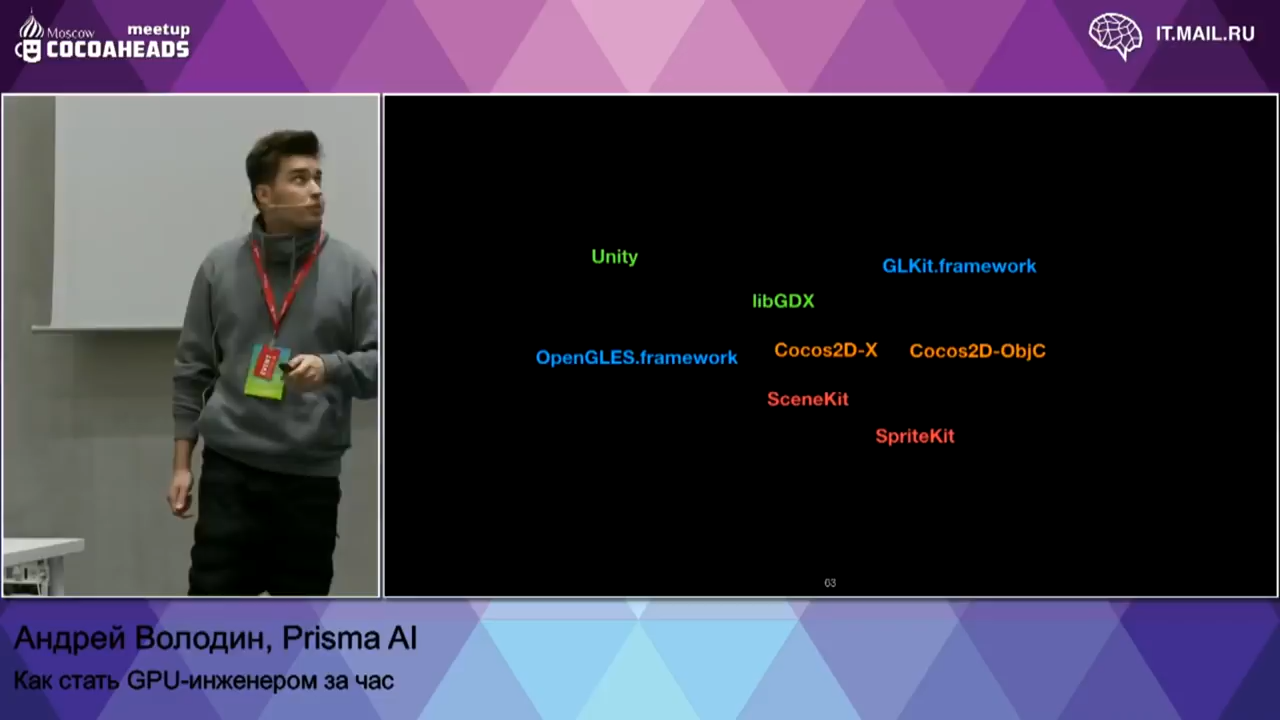 Moscow meetup
COCOAHEADS
IT.MAIL.RU
Unity
GLKit.framework
libGDX
OpenGLES.framework
Cocos2D-X
Cocos2D-ObjC
SceneKit
SpriteKit
63
Андрей Володин, Prisma AI
Как стать GPU-инженером за час